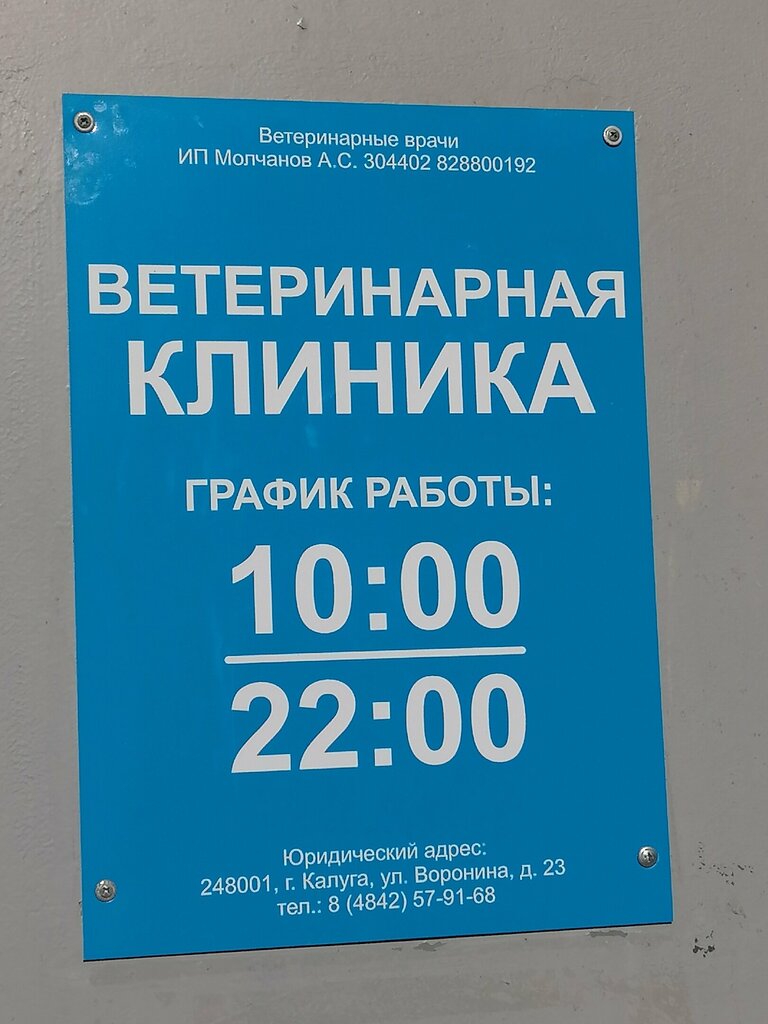 Ветеринарные врачи
ИП Молчанов А.С. 304402 828800192
ВЕТЕРИНАРНАЯ
КЛИНИКА
ГРАФИК РАБОТЫ:
10:00
22:00
Юридический адрес:
248001, г. Калуга, ул. Воронина, д. 23
тел.: 8 (4842) 57-91-68